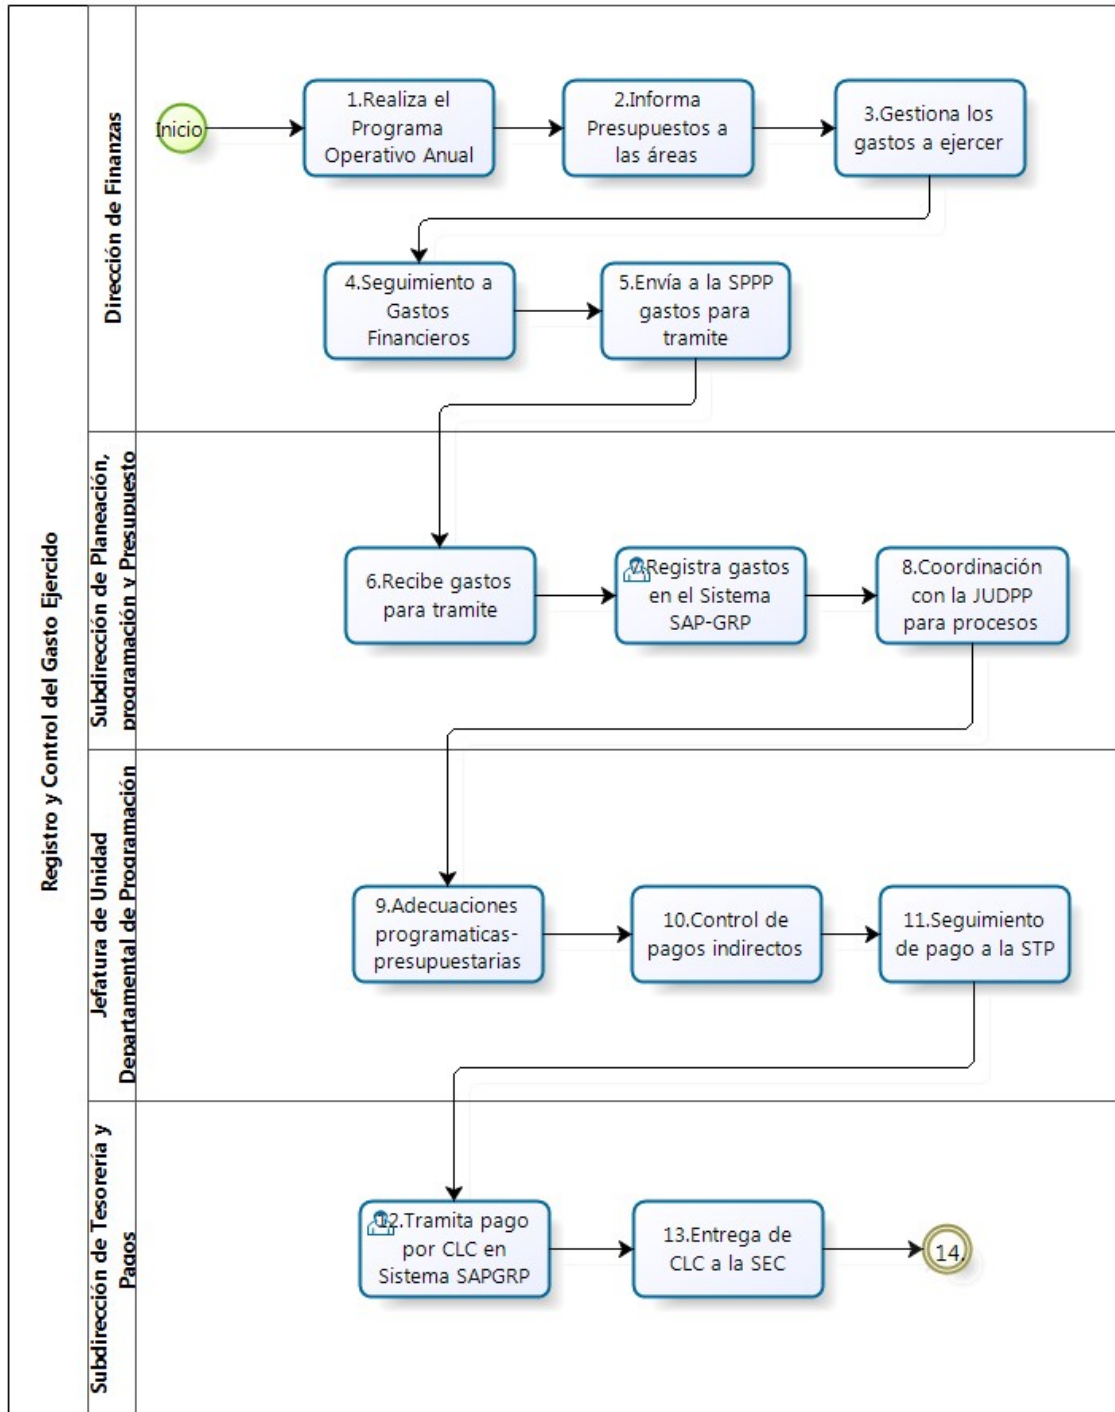 Registro y Control del Gasto Ejercido
Dirección de Finanzas
Inicio
1.Realiza el
Programa
Operativo Anual
2.Informa
Presupuestos a
las áreas
3.Gestiona los
gastos a ejercer
4.Seguimiento a
Gastos
Financieros
5.Envía a la SPPP
gastos para
tramite
Subdirección de Planeación,
programación y Presupuesto
6.Recibe gastos
para tramite
7.Registra gastos
en el Sistema
SAP-GRP
8.Coordinación
con la JUDPP
para procesos
Jefatura de Unidad
Departamental de Programación
9.Adecuaciones
programaticas-
presupuestarias
10.Control de
pagos indirectos
11.Seguimiento
de pago a la STP
Subdirección de Tesorería y
Pagos
12.Tramita pago
por CLC en
Sistema SAPGRP
13.Entrega de
CLC a la SEC
14.